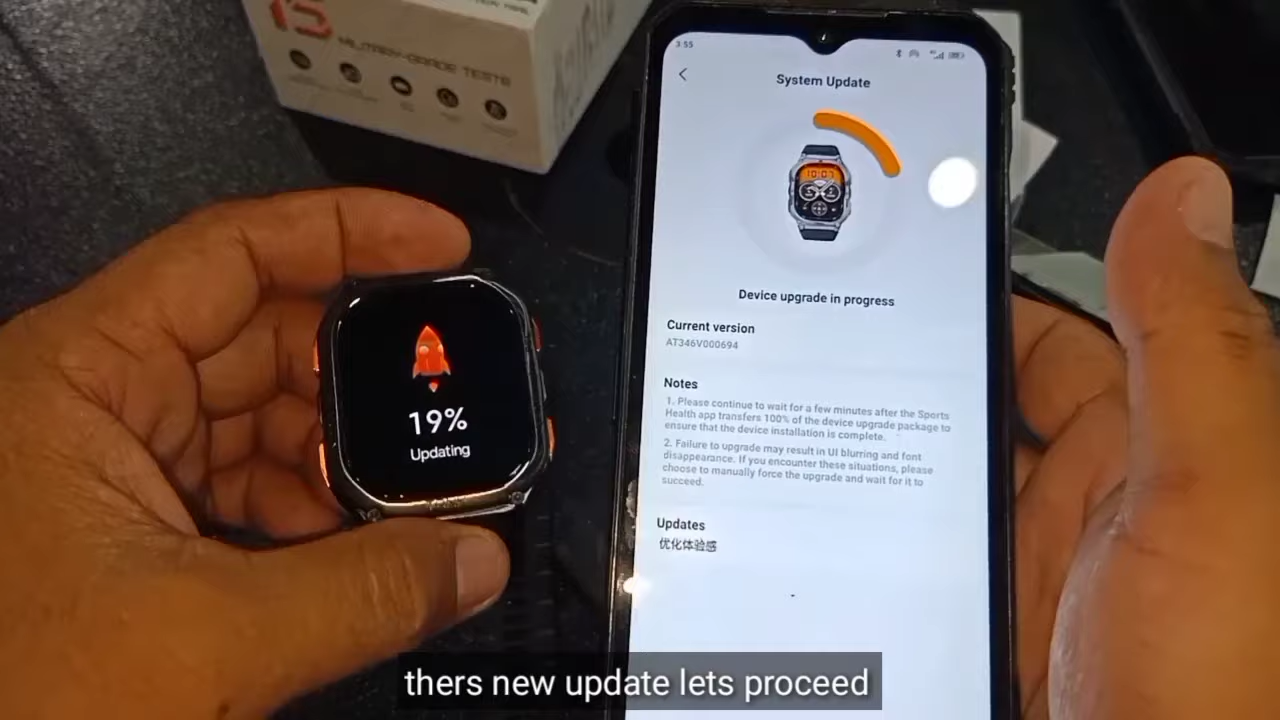 15
MILITARY-GRADE TESTS
3:55
System Update
10:07
Device upgrade in progress
Current version
AT346V000694
Notes
1. Please continue to wait for a few minutes after the Sports
Health app transfers 100% of the device upgrade package to
ensure that the device installation is complete.
2. Failure to upgrade may result in UI blurring and font
disappearance. If you encounter these situations, please
choose to manually force the upgrade and wait for it to
succeed.
Updates
优化体验感
19%
Updating
thers new update lets proceed